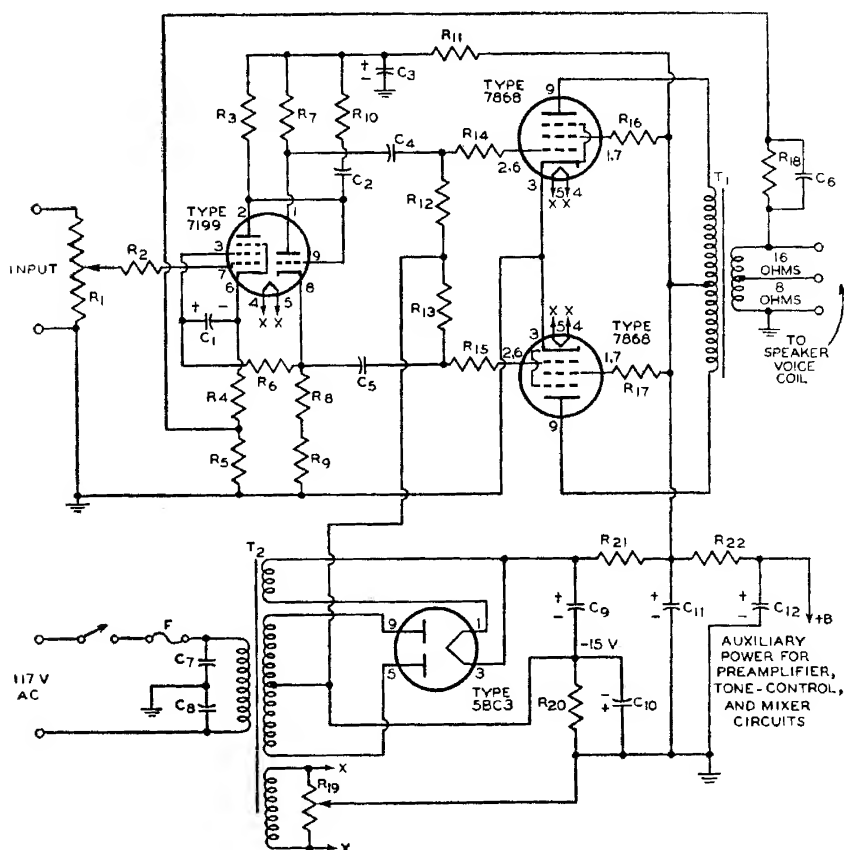 R11
+
-
C3
TYPE
7868
9
R3
R7
R10
C4
R14
R16
2,6
1,7
3
5 4
X X
T1
R18
C6
C2
TYPE
7199
2
1
R12
3
7
9
6
4
5
8
X X
INPUT
R2
R1
16
OHMS
8
OHMS
R13
X X
3
5 4
TYPE
7868
+
-
C1
TO
SPEAKER
VOICE
COIL
R6
C5
R15
2,6
1,7
R17
R4
R8
9
R5
R9
T2
R21
R22
+
-
C9
+
-
C11
+
-
C12
+B
9
1
5
3
TYPE
5BC3
F
117 V
AC
C7
C8
-15 V
R20
-
+
C10
AUXILIARY
POWER FOR
PREAMPLIFIER,
TONE-CONTROL,
AND MIXER
CIRCUITS
X
R19
X